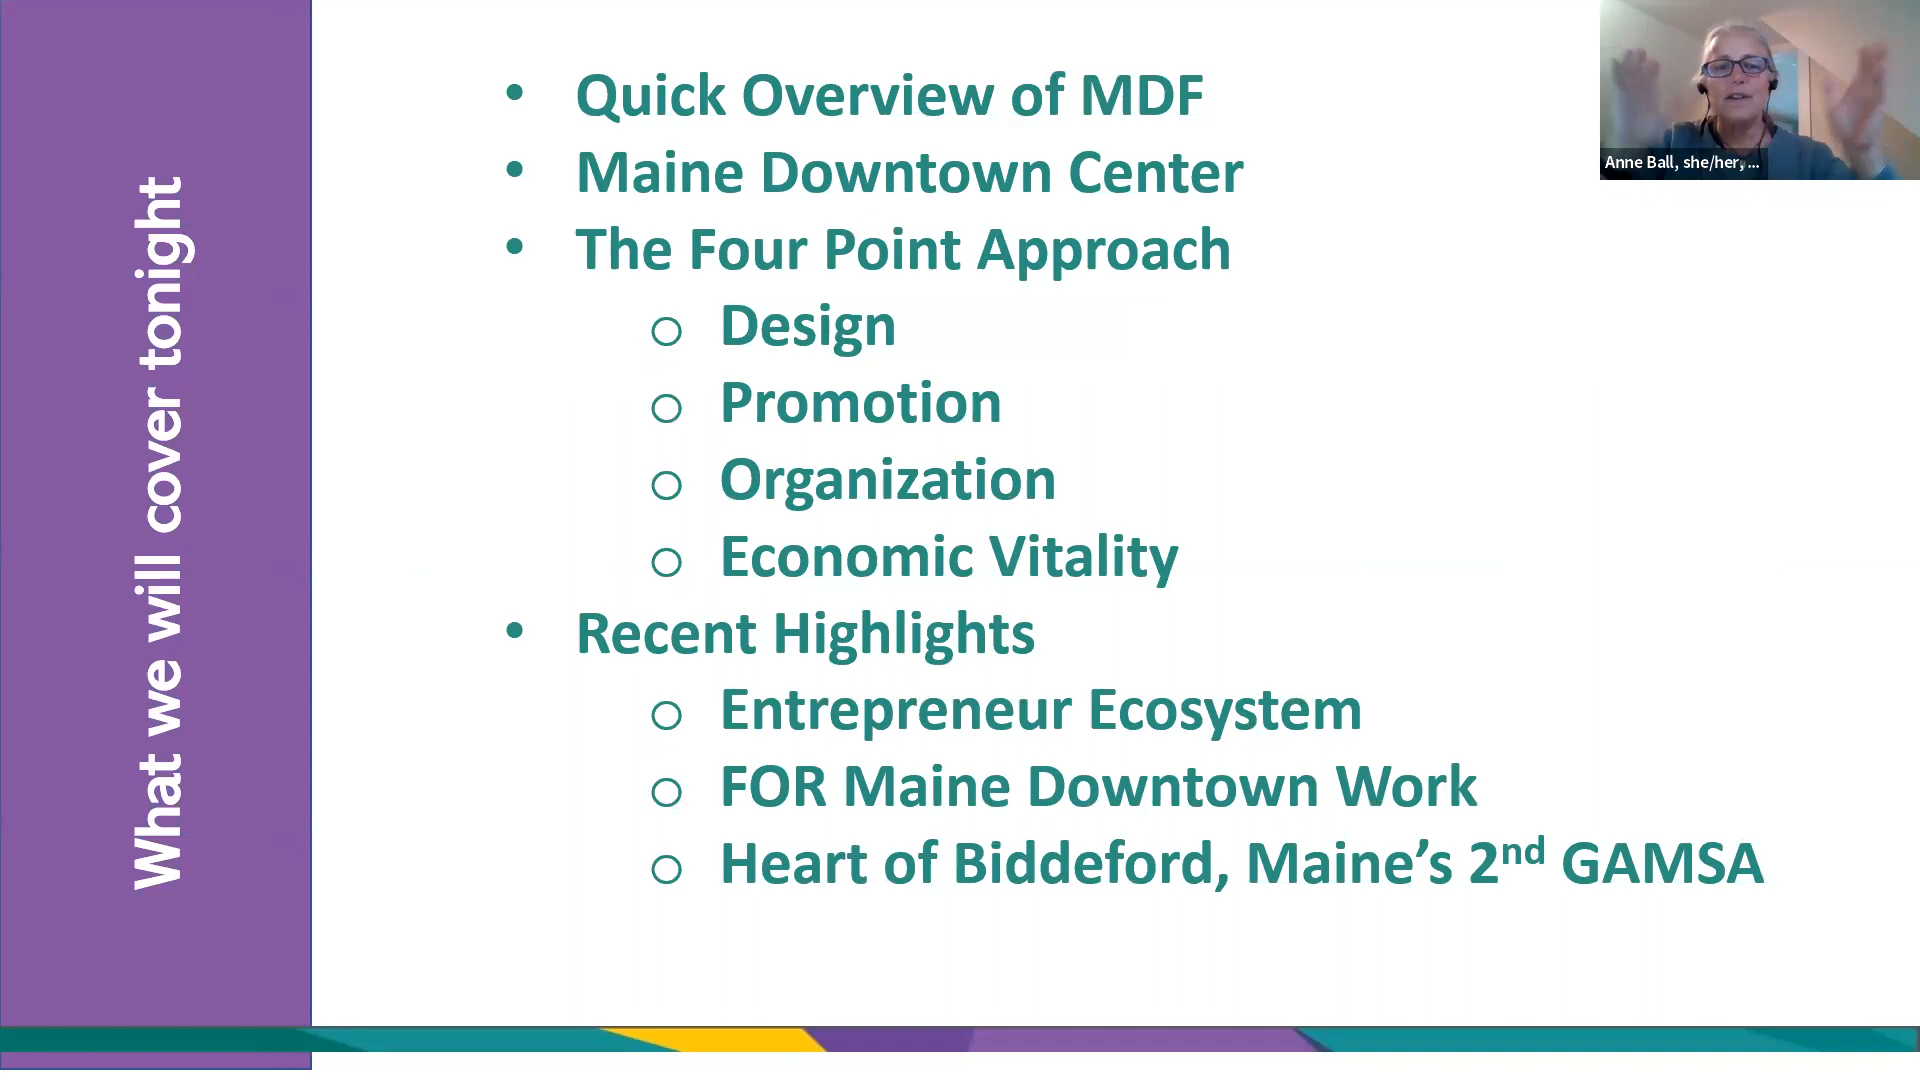 What we will cover tonight
• Quick Overview of MDF
• Maine Downtown Center
• The Four Point Approach
o Design
o Promotion
o Organization
o Economic Vitality
• Recent Highlights
o Entrepreneur Ecosystem
o FOR Maine Downtown Work
o Heart of Biddeford, Maine's 2nd GAMSA
Anne Ball, she/her, ...